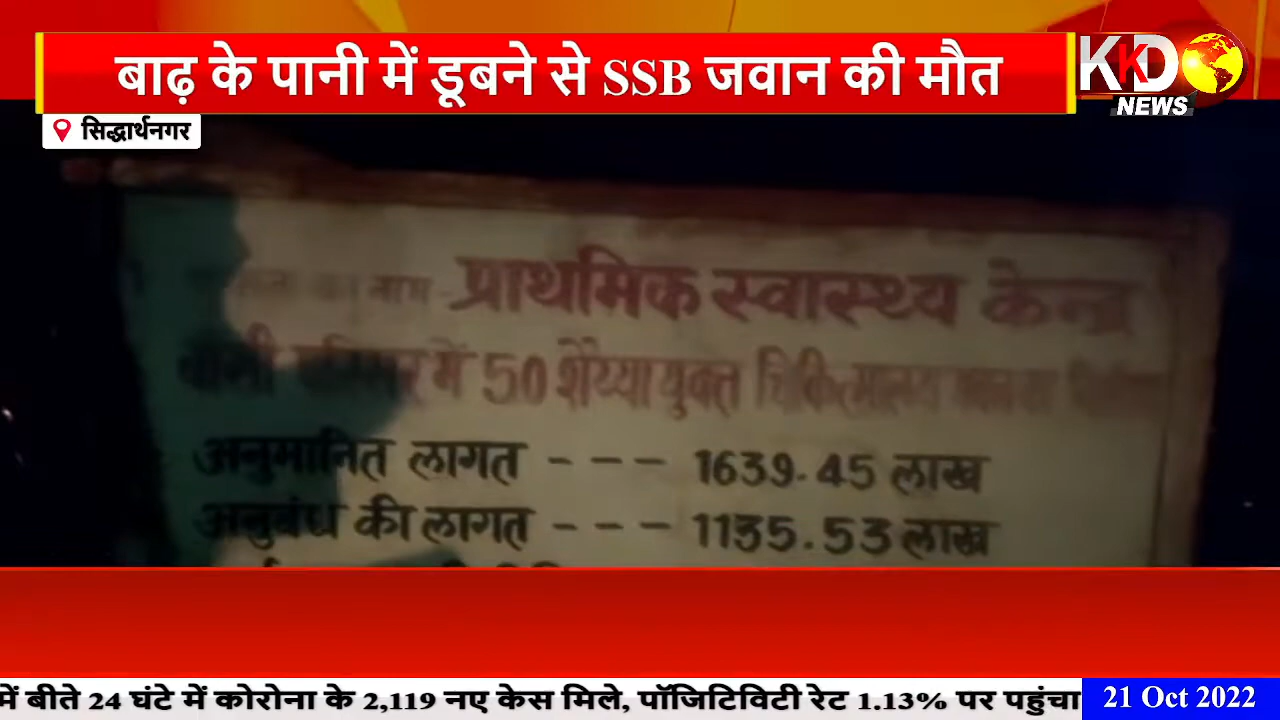 बाढ़ के पानी में डूबने से SSB जवान की मौत
KKD
NEWS
सिद्धार्थनगर
नाम - प्राथमिक स्वास्थ्य केन्द्र
में 50 शैय्या युक्त चिकित्सालय
अनुमानित लागत --- 1639.45 लाख
अनुबंध की लागत --- 1135.53 लाख
में बीते 24 घंटे में कोरोना के 2,119 नए केस मिले, पॉजिटिविटी रेट 1.13% पर पहुंचा
21 Oct 2022